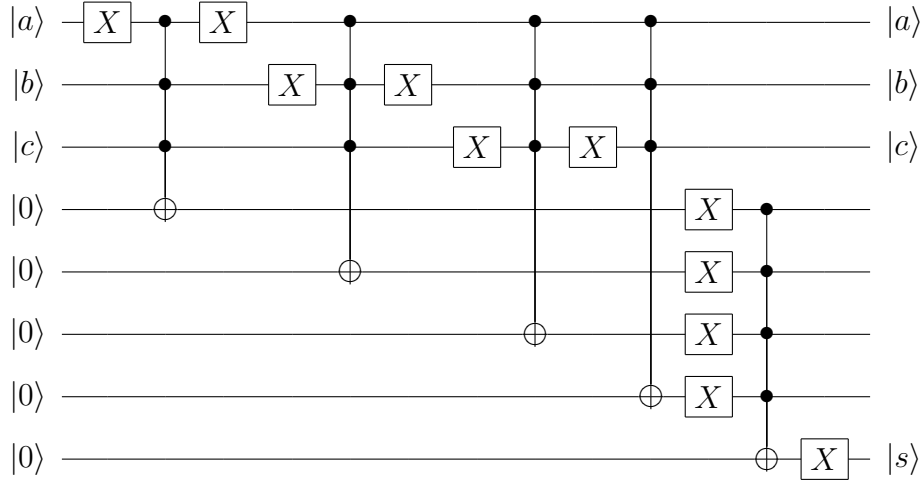 |a⟩ X X |a⟩
|b⟩ X X |b⟩
|c⟩ X X |c⟩
|0⟩ X
|0⟩ X
|0⟩ X
|0⟩ X
|0⟩ X |s⟩